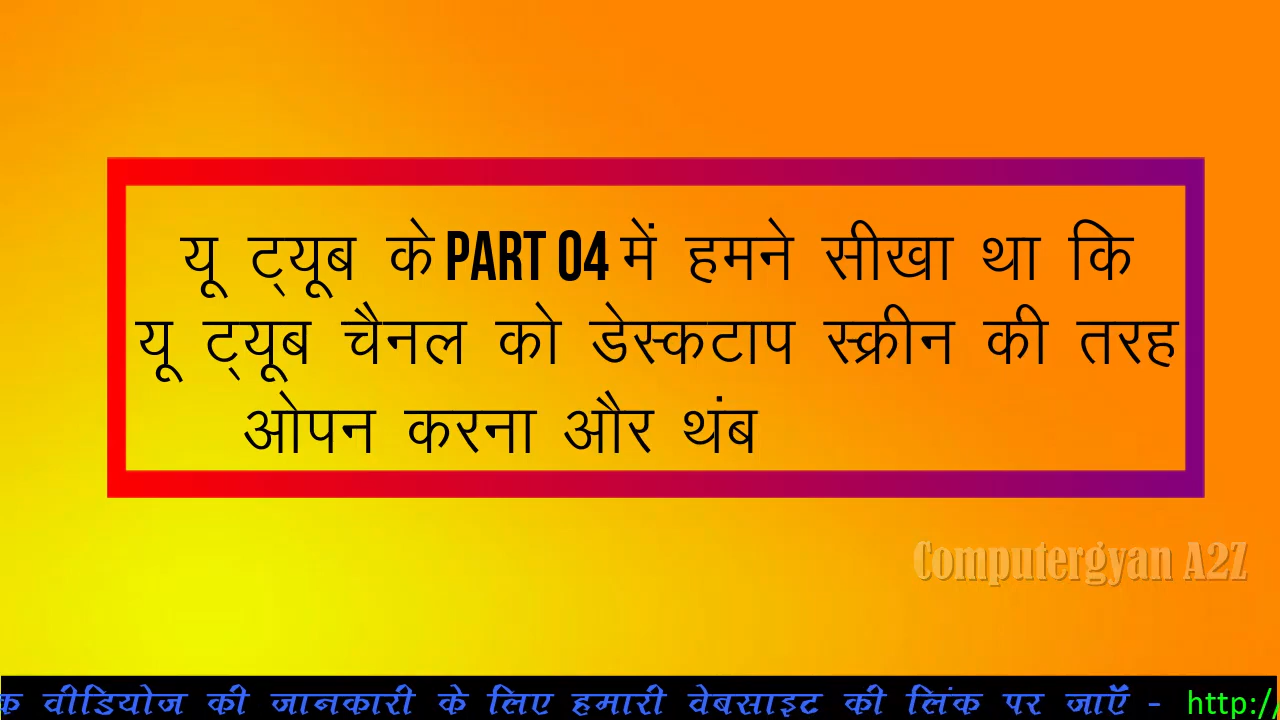 यू ट्यूब के PART 04 में हमने सीखा था कि
यू ट्यूब चैनल को डेस्कटाप स्क्रीन की तरह
ओपन करना और थंब
Computergyan A2Z
वीडियोज की जानकारी के लिए हमारी वेबसाइट की लिंक पर जाएँ - http:/